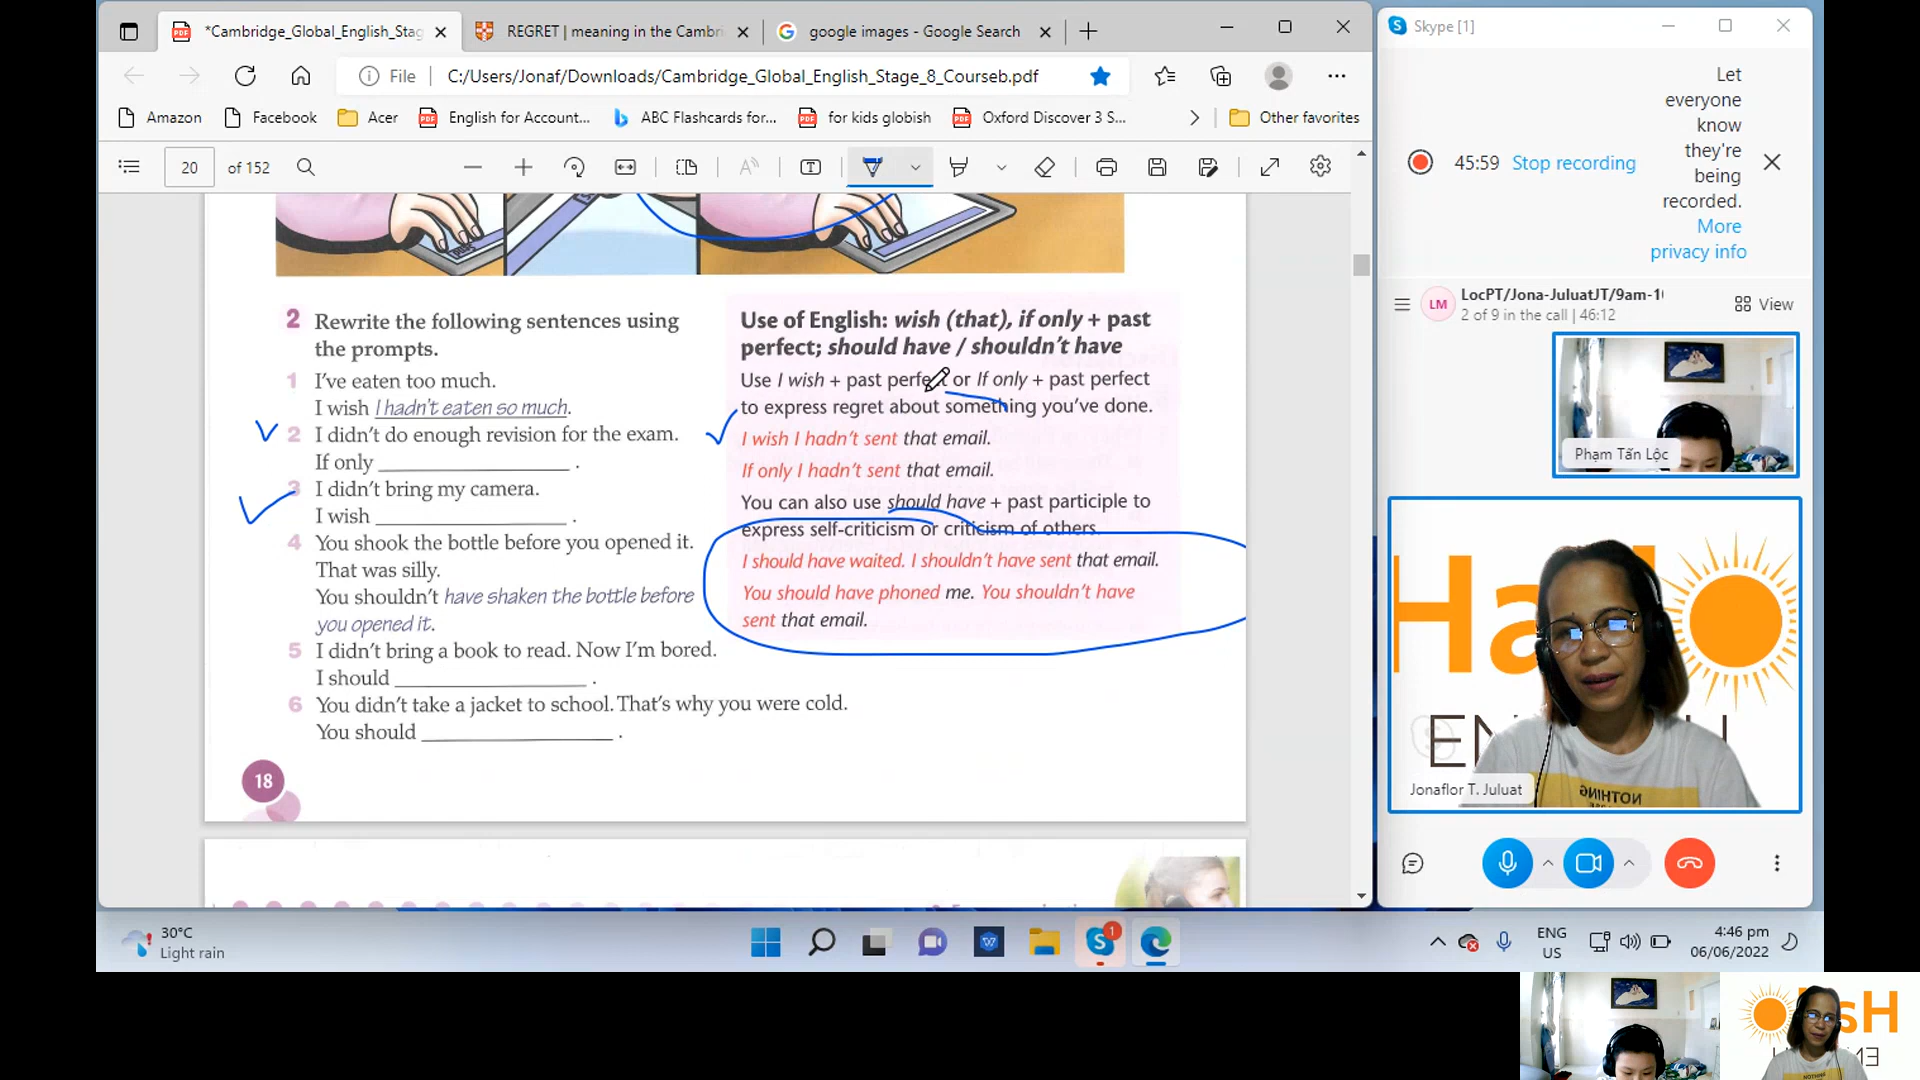 *Cambridge_Global_English_Stag
REGRET | meaning in the Cambri
google images - Google Search
File
C:/Users/Jonaf/Downloads/Cambridge_Global_English_Stage_8_Courseb.pdf
Amazon
Facebook
Acer
English for Account...
ABC Flashcards for...
for kids globish
Oxford Discover 3 S...
Other favorites
20 of 152
2 Rewrite the following sentences using
the prompts.
1 I've eaten too much.
I wish I hadn't eaten so much.
2 I didn't do enough revision for the exam.
If only ____________________ .
3 I didn't bring my camera.
I wish ____________________ .
4 You shook the bottle before you opened it.
That was silly.
You shouldn't have shaken the bottle before
you opened it.
5 I didn't bring a book to read. Now I'm bored.
I should ____________________ .
6 You didn't take a jacket to school. That's why you were cold.
You should ____________________ .
18
Use of English: wish (that), if only + past
perfect; should have / shouldn't have
Use I wish + past perfect or If only + past perfect
to express regret about something you've done.
I wish I hadn't sent that email.
If only I hadn't sent that email.
You can also use should have + past participle to
express self-criticism or criticism of others.
I should have waited. I shouldn't have sent that email.
You should have phoned me. You shouldn't have
sent that email.
Skype [1]
45:59 Stop recording
Let
everyone
know
they're
being
recorded.
More
privacy info
LM
LocPT/Jona-JuluatJT/9am-1
2 of 9 in the call | 46:12
View
Phạm Tấn Lộc
Jonaflor T. Juluat
NOTHING
30°C
Light rain
1
ENG
US
4:46 pm
06/06/2022